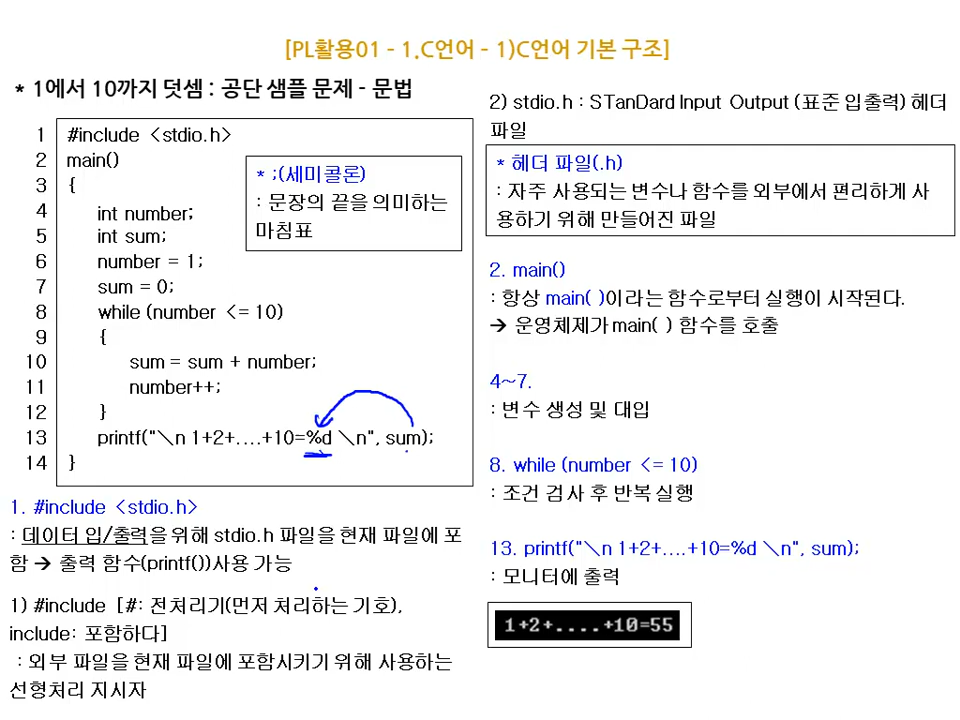 [PL활용01 - 1.C언어 - 1)C언어 기본 구조]
* 1에서 10까지 덧셈 : 공단 샘플 문제 - 문법
1 #include <stdio.h>
2 main()
3 {
4 int number;
5 int sum;
6 number = 1;
7 sum = 0;
8 while (number <= 10)
9 {
10 sum = sum + number;
11 number++;
12 }
13 printf("\n 1+2+....+10=%d \n", sum);
14 }
* ;(세미콜론)
: 문장의 끝을 의미하는
마침표
1. #include <stdio.h>
: 데이터 입/출력을 위해 stdio.h 파일을 현재 파일에 포
함 → 출력 함수(printf())사용 가능
1) #include [#: 전처리기(먼저 처리하는 기호),
include: 포함하다]
: 외부 파일을 현재 파일에 포함시키기 위해 사용하는
선형처리 지시자
2) stdio.h : STanDard Input Output (표준 입출력) 헤더
파일
* 헤더 파일(.h)
: 자주 사용되는 변수나 함수를 외부에서 편리하게 사
용하기 위해 만들어진 파일
2. main()
: 항상 main( )이라는 함수로부터 실행이 시작된다.
→ 운영체제가 main( ) 함수를 호출
4~7.
: 변수 생성 및 대입
8. while (number <= 10)
: 조건 검사 후 반복 실행
13. printf("\n 1+2+....+10=%d \n", sum);
: 모니터에 출력
1+2+....+10=55